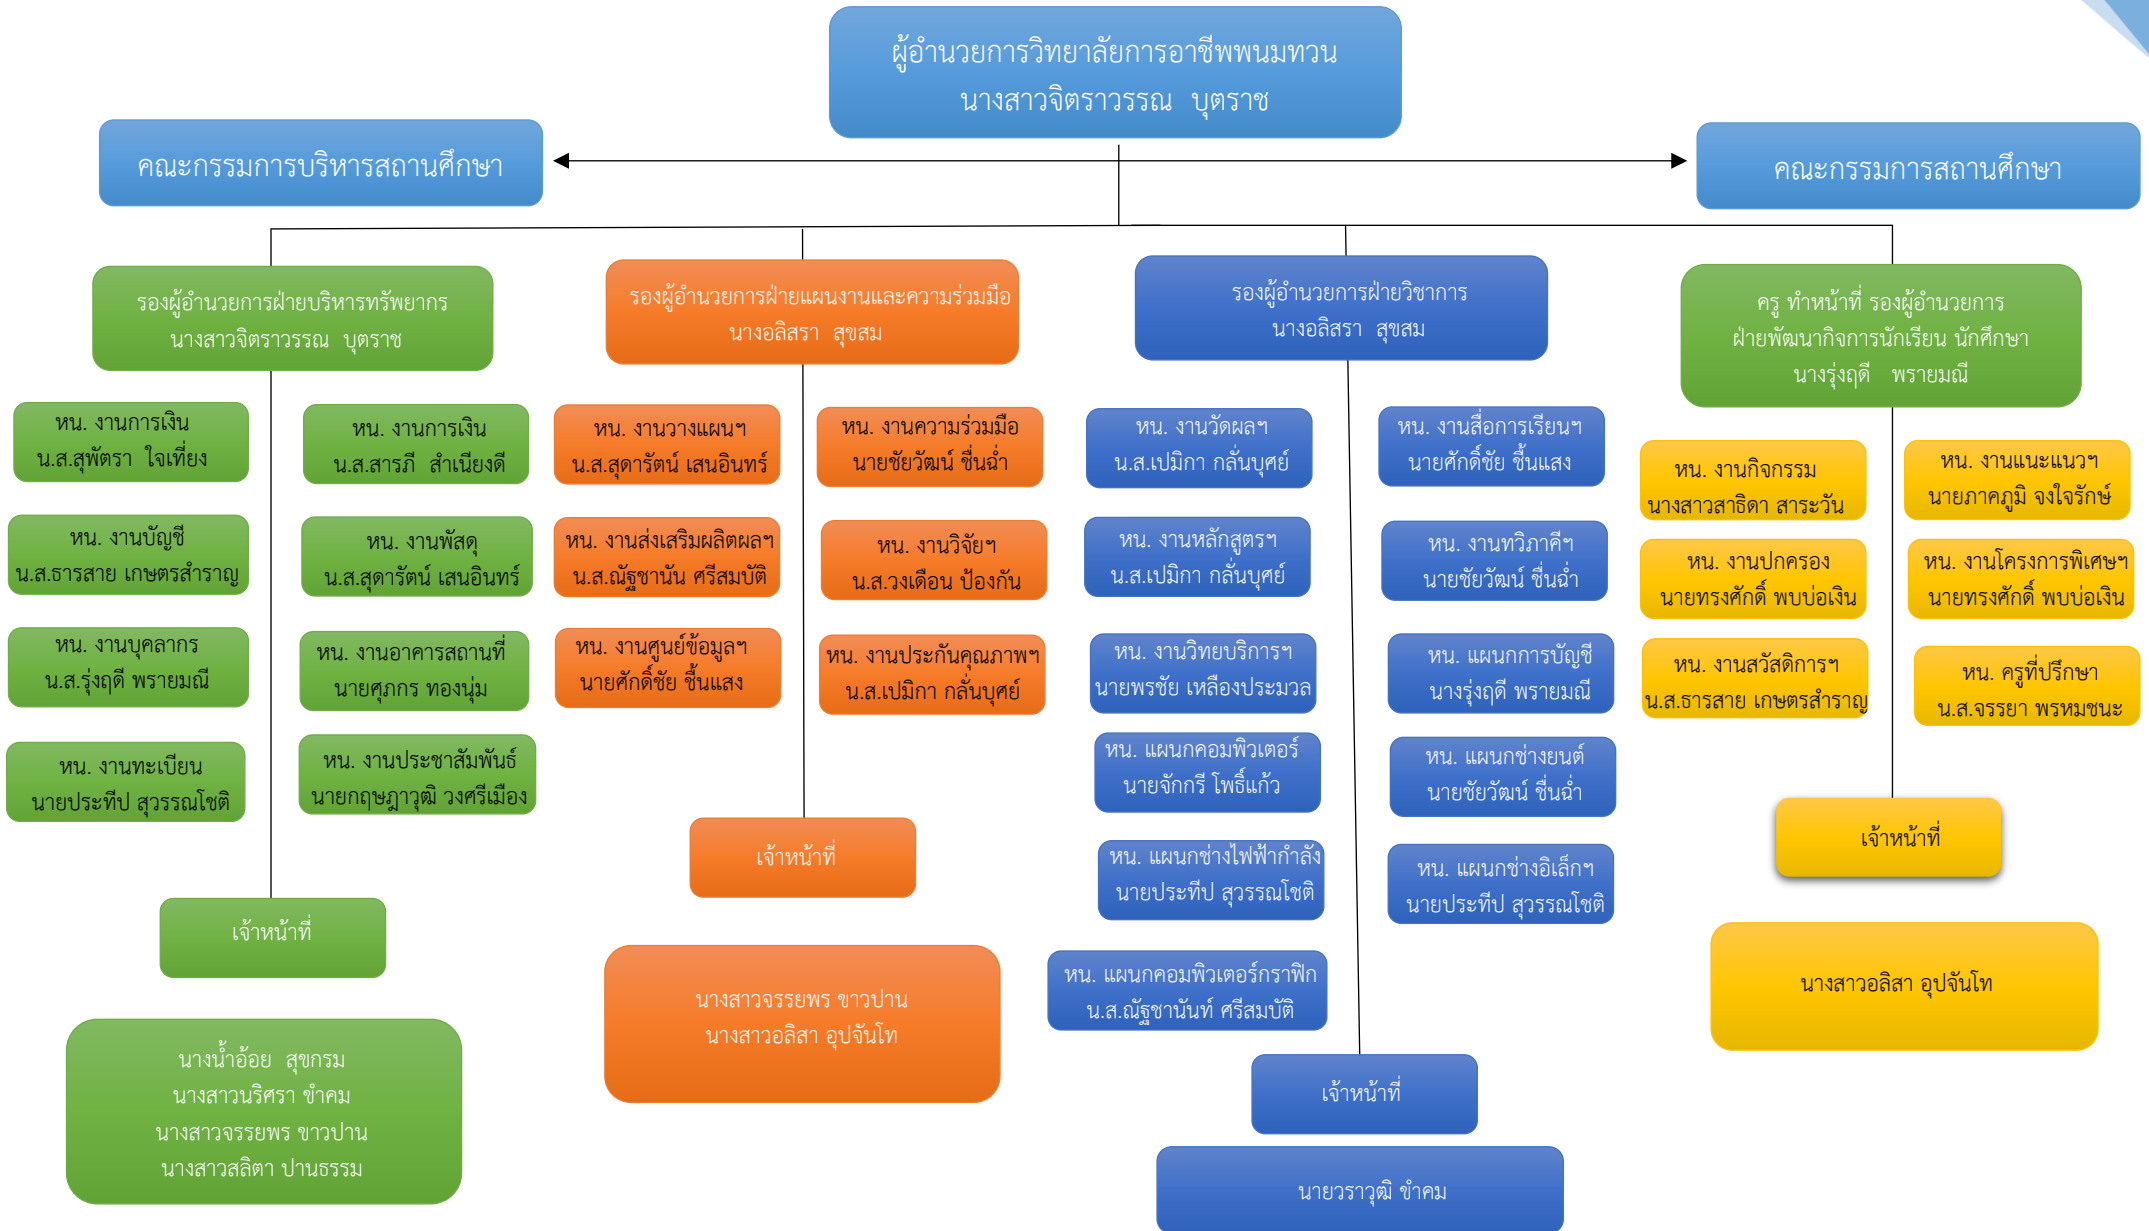 ผู้อำนวยการวิทยาลัยการอาชีพพนมทวน
นางสาวจิตราวรรณ บุตราช
คณะกรรมการบริหารสถานศึกษา
คณะกรรมการสถานศึกษา
รองผู้อำนวยการฝ่ายบริหารทรัพยากร
นางสาวจิตราวรรณ บุตราช
หน. งานการเงิน
น.ส.สุพัตรา ใจเที่ยง
หน. งานการเงิน
น.ส.สารภี สำเนียงดี
หน. งานบัญชี
น.ส.ธารสาย เกษตรสำราญ
หน. งานพัสดุ
น.ส.สุดารัตน์ เสนอินทร์
หน. งานบุคลากร
น.ส.รุ่งฤดี พรายมณี
หน. งานอาคารสถานที่
นายศุภกร ทองนุ่ม
หน. งานทะเบียน
นายประทีป สุวรรณโชติ
หน. งานประชาสัมพันธ์
นายกฤษฎาวุฒิ วงศรีเมือง
เจ้าหน้าที่
นางน้ำอ้อย สุขกรม
นางสาวนริศรา ขำคม
นางสาวจรรยพร ขาวปาน
นางสาวสลิตา ปานธรรม
รองผู้อำนวยการฝ่ายแผนงานและความร่วมมือ
นางอลิสรา สุขสม
หน. งานวางแผนฯ
น.ส.สุดารัตน์ เสนอินทร์
หน. งานความร่วมมือ
นายชัยวัฒน์ ชื่นฉ่ำ
หน. งานส่งเสริมผลิตผลฯ
น.ส.ณัฐชานัน ศรีสมบัติ
หน. งานวิจัยฯ
น.ส.วงเดือน ป้องกัน
หน. งานศูนย์ข้อมูลฯ
นายศักดิ์ชัย ชื้นแสง
หน. งานประกันคุณภาพฯ
น.ส.เปมิกา กลั่นบุศย์
เจ้าหน้าที่
นางสาวจรรยพร ขาวปาน
นางสาวอลิสา อุปจันโท
รองผู้อำนวยการฝ่ายวิชาการ
นางอลิสรา สุขสม
หน. งานวัดผลฯ
น.ส.เปมิกา กลั่นบุศย์
หน. งานสื่อการเรียนฯ
นายศักดิ์ชัย ชื้นแสง
หน. งานหลักสูตรฯ
น.ส.เปมิกา กลั่นบุศย์
หน. งานทวิภาคีฯ
นายชัยวัฒน์ ชื่นฉ่ำ
หน. งานวิทยบริการฯ
นายพรชัย เหลืองประมวล
หน. แผนกการบัญชี
นางรุ่งฤดี พรายมณี
หน. แผนกคอมพิวเตอร์
นายจักกรี โพธิ์แก้ว
หน. แผนกช่างยนต์
นายชัยวัฒน์ ชื่นฉ่ำ
หน. แผนกช่างไฟฟ้ากำลัง
นายประทีป สุวรรณโชติ
หน. แผนกช่างอิเล็กฯ
นายประทีป สุวรรณโชติ
หน. แผนกคอมพิวเตอร์กราฟิก
น.ส.ณัฐชานันท์ ศรีสมบัติ
เจ้าหน้าที่
นายวราวุฒิ ขำคม
ครู ทำหน้าที่ รองผู้อำนวยการ
ฝ่ายพัฒนากิจการนักเรียน นักศึกษา
นางรุ่งฤดี พรายมณี
หน. งานกิจกรรม
นางสาวสาธิดา สาระวัน
หน. งานแนะแนวฯ
นายภาคภูมิ จงใจรักษ์
หน. งานปกครอง
นายทรงศักดิ์ พบบ่อเงิน
หน. งานโครงการพิเศษฯ
นายทรงศักดิ์ พบบ่อเงิน
หน. งานสวัสดิการฯ
น.ส.ธารสาย เกษตรสำราญ
หน. ครูที่ปรึกษา
น.ส.จรรยา พรหมชนะ
เจ้าหน้าที่
นางสาวอลิสา อุปจันโท